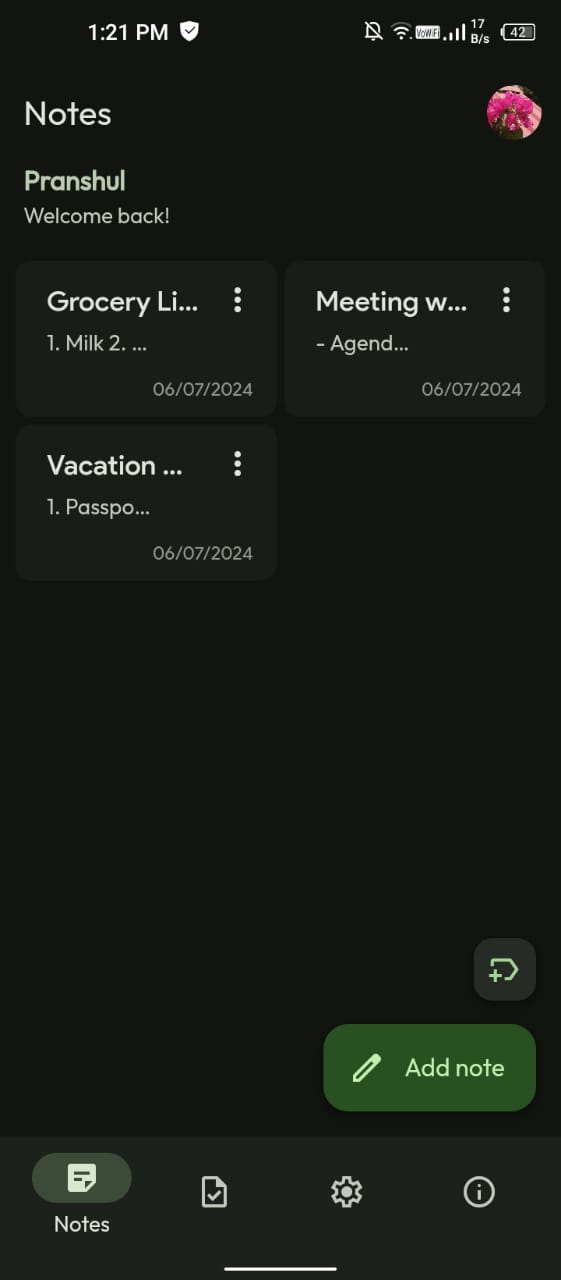 1:21 PM
VoWiFi 17 B/s 42
Notes
Pranshul
Welcome back!
Grocery Li...
1. Milk 2. ...
06/07/2024
Meeting w...
- Agend...
06/07/2024
Vacation ...
1. Passpo...
06/07/2024
Add note
Notes